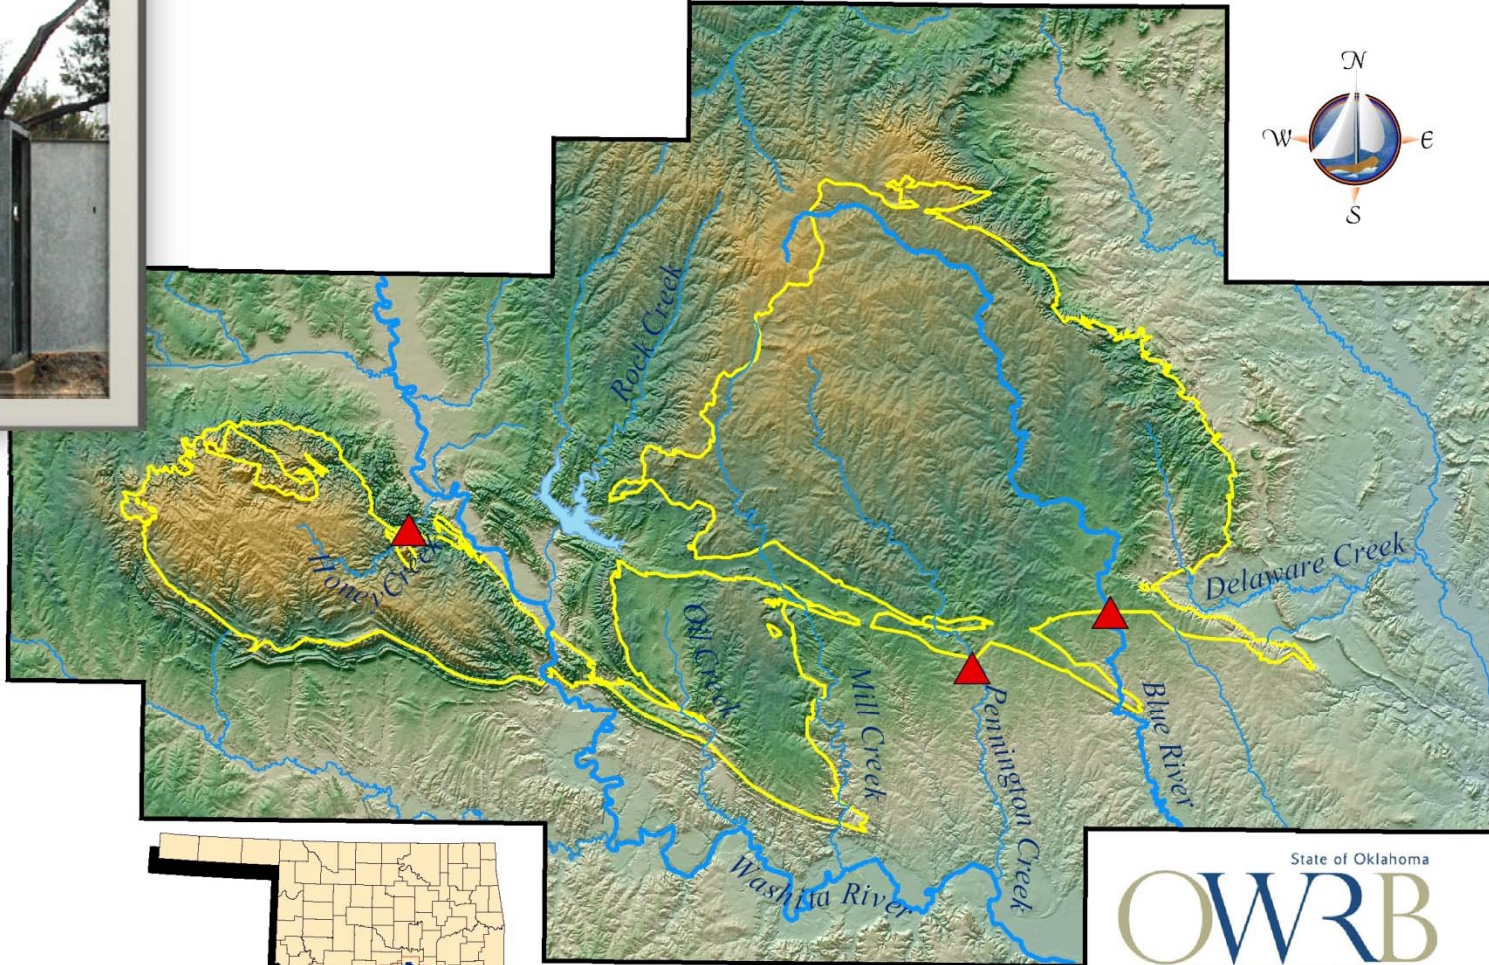 N
W
E
S
Rock Creek
Honey Creek
Delaware Creek
Oil Creek
Mill Creek
Pennington Creek
Blue River
Washita River
State of Oklahoma
OWRB